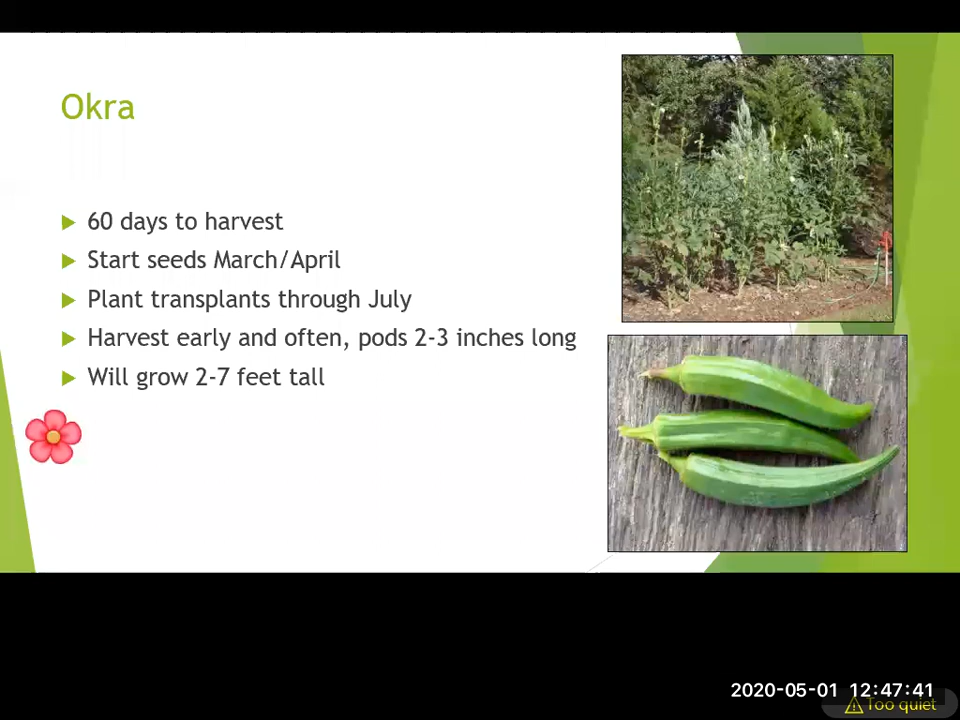 Okra
60 days to harvest
Start seeds March/April
Plant transplants through July
Harvest early and often, pods 2-3 inches long
Will grow 2-7 feet tall
2020-05-01 12:47:41
Too quiet